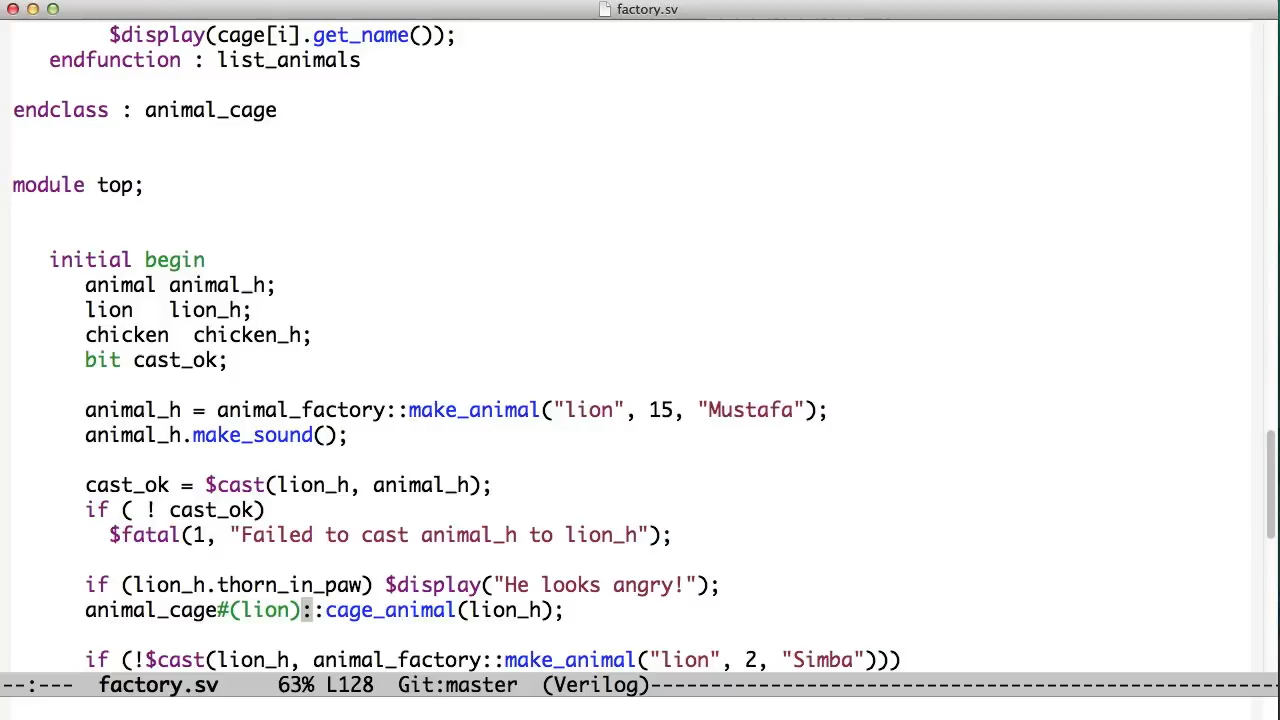 factory.sv
$display(cage[i].get_name());
endfunction : list_animals
endclass : animal_cage
module top;
initial begin
animal animal_h;
lion lion_h;
chicken chicken_h;
bit cast_ok;
animal_h = animal_factory::make_animal("lion", 15, "Mustafa");
animal_h.make_sound();
cast_ok = $cast(lion_h, animal_h);
if ( ! cast_ok)
$fatal(1, "Failed to cast animal_h to lion_h");
if (lion_h.thorn_in_paw) $display("He looks angry!");
animal_cage#(lion)::cage_animal(lion_h);
if (!$cast(lion_h, animal_factory::make_animal("lion", 2, "Simba")))
--:--- factory.sv 63% L128 Git:master (Verilog)------------------------------------------------------